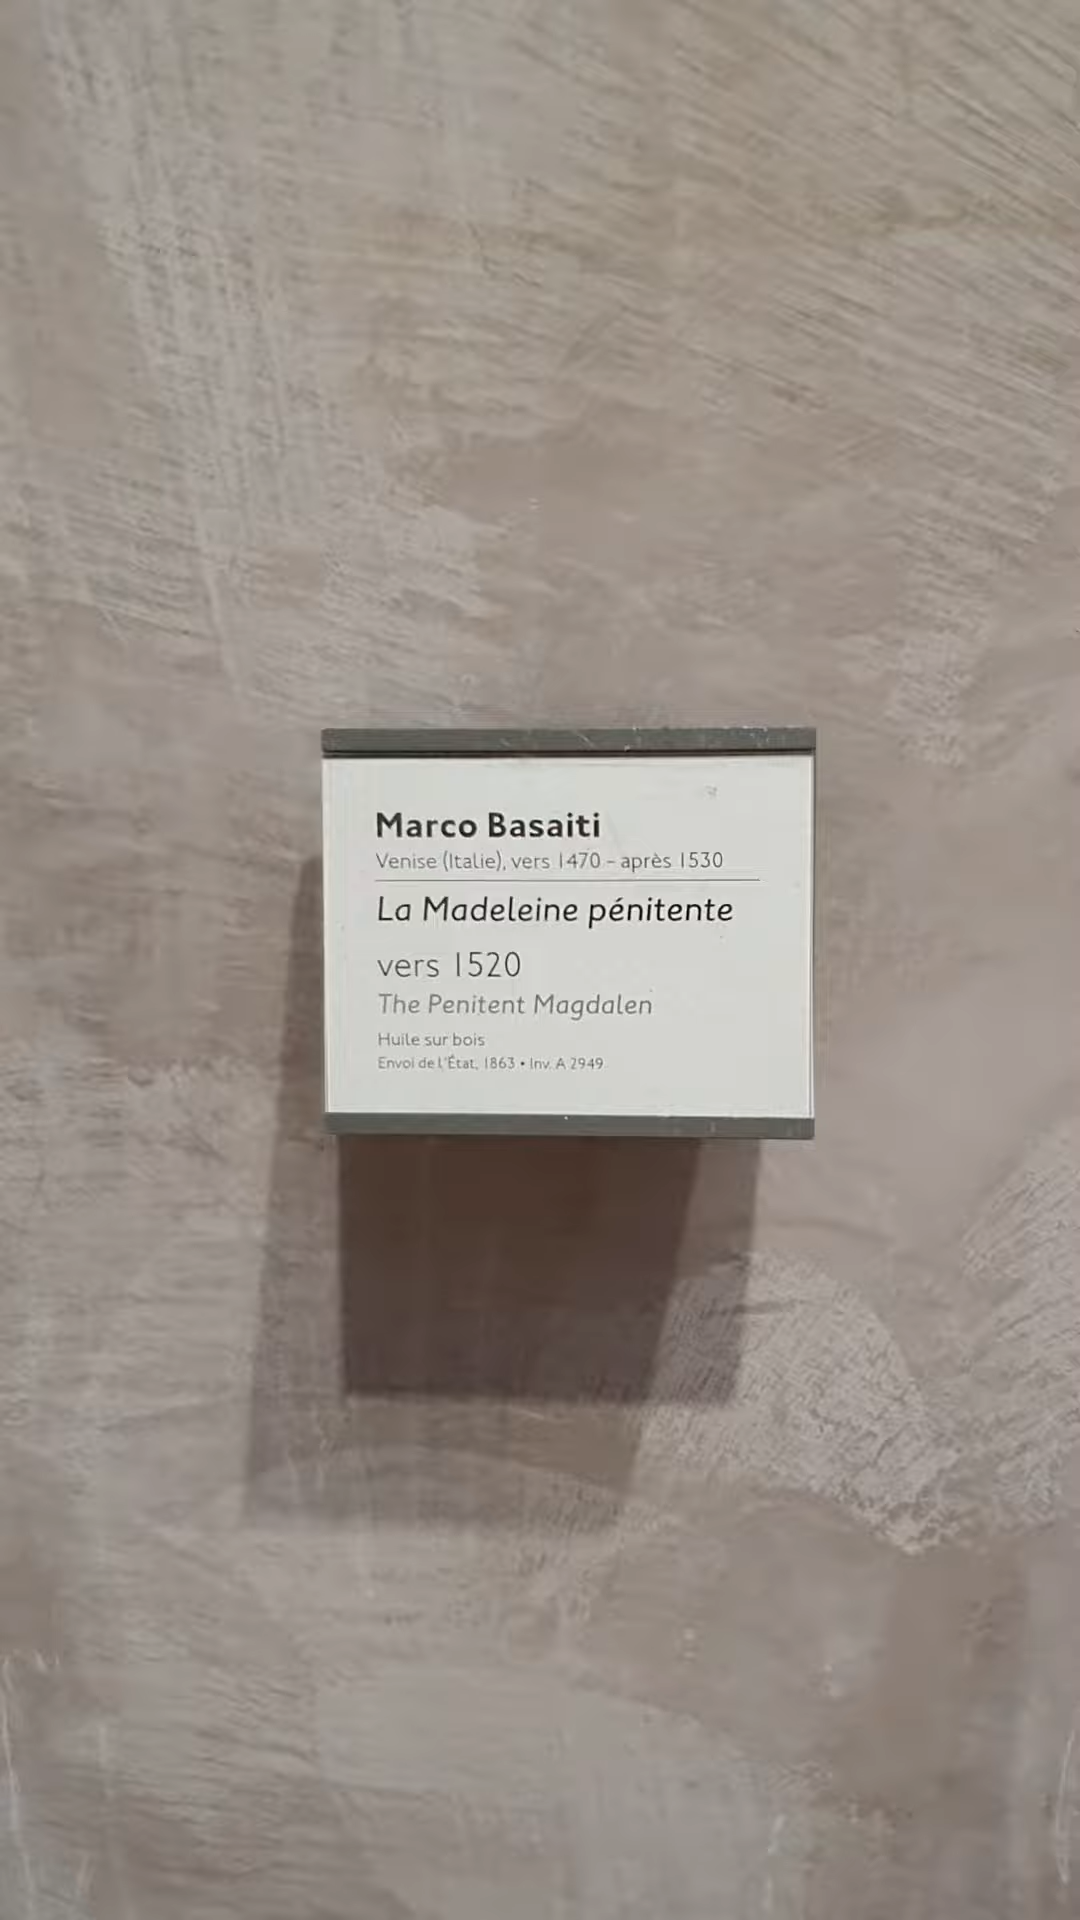 Marco Basaiti
Venise (Italie), vers 1470 - après 1530
La Madeleine pénitente
vers 1520
The Penitent Magdalen
Huile sur bois
Envoi de l'État, 1863 • Inv. A 2949